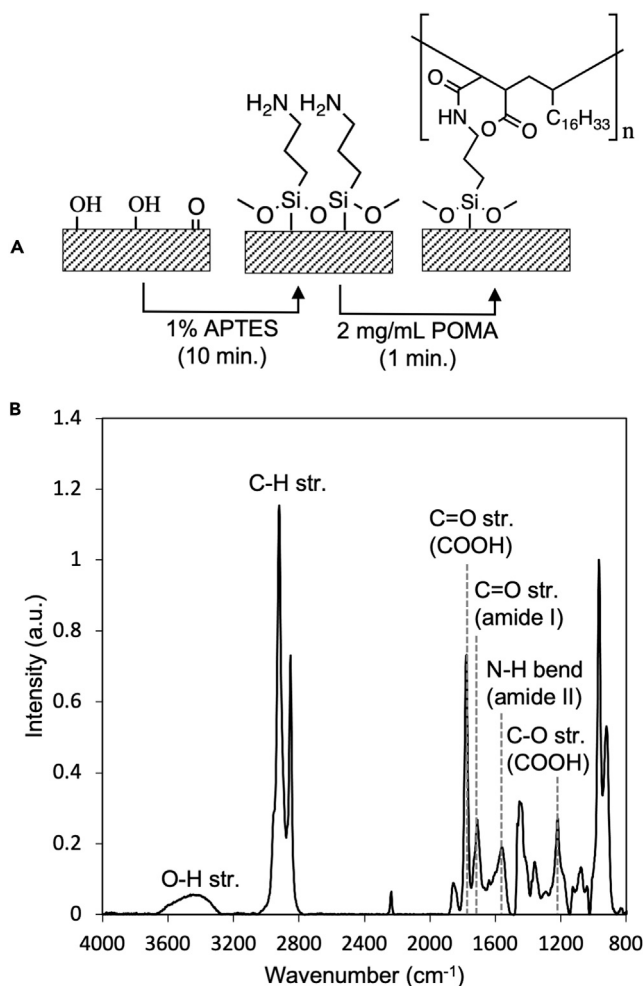 H₂N H₂N
O
HN
O O
C₁₆H₃₃
n
OH OH O
Si Si
O O O
Si
O O
A
1% APTES
(10 min.)
2 mg/mL POMA
(1 min.)
B
1.4
1.2
1
0.8
0.6
0.4
0.2
0
Intensity (a.u.)
C-H str.
C=O str.
(COOH)
C=O str.
(amide I)
N-H bend
(amide II)
C-O str.
(COOH)
O-H str.
4000 3600 3200 2800 2400 2000 1600 1200 800
Wavenumber (cm⁻¹)